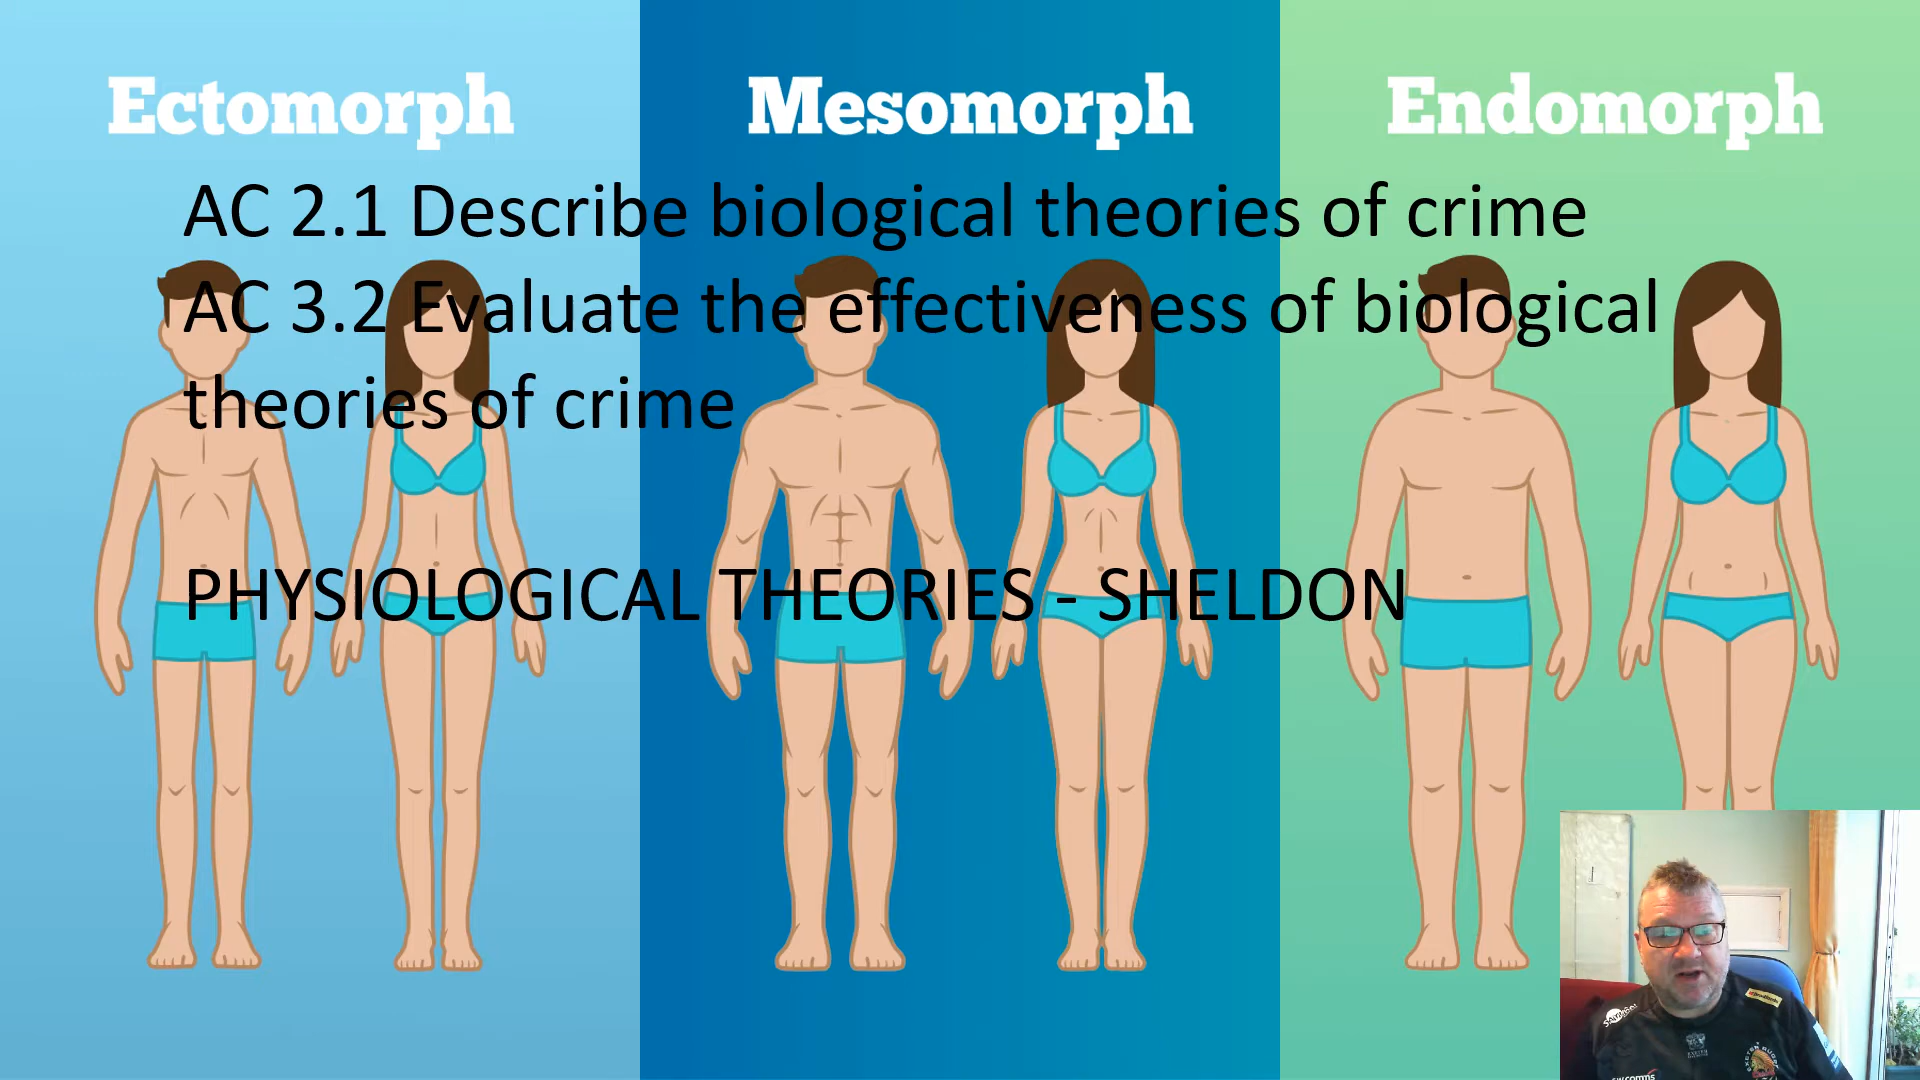 Ectomorph
Mesomorph
Endomorph
AC 2.1 Describe biological theories of crime
AC 3.2 Evaluate the effectiveness of biological
theories of crime
PHYSIOLOGICAL THEORIES - SHELDON